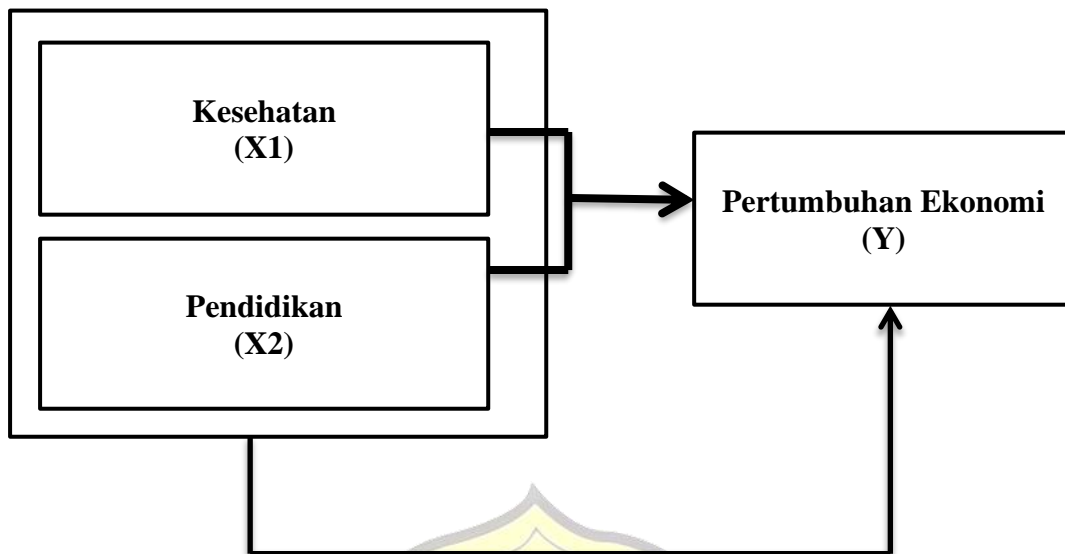 Kesehatan
(X1)
Pertumbuhan Ekonomi
(Y)
Pendidikan
(X2)